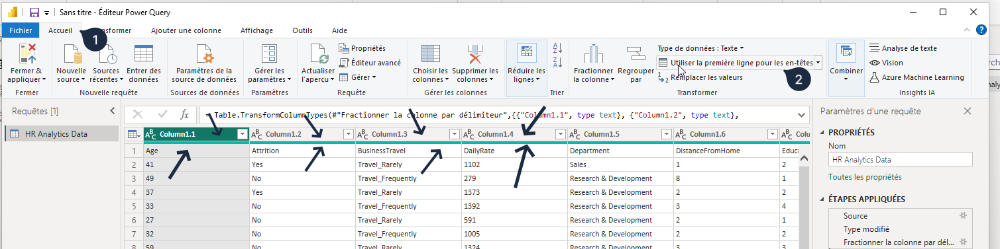 Sans titre - Éditeur Power Query
Fichier Accueil Ajouter une colonne Affichage Outils Aide
1
Fermer & appliquer
Nouvelle source
Sources récentes
Entrer des données
Paramètres de la source de données
Gérer les paramètres
Actualiser l'aperçu
Propriétés
Éditeur avancé
Gérer
Choisir les colonnes
Supprimer les colonnes
Réduire les lignes
Fractionner la colonne
Regrouper par
Type de données : Texte
Utiliser la première ligne pour les en-têtes
Remplacer les valeurs
2
Combiner
Analyse de texte
Vision
Azure Machine Learning
Fermer Nouvelle requête Sources de données Paramètres Requête Gérer les colonnes Trier Transformer Insights IA
Requêtes [1]
HR Analytics Data
fx
= Table.TransformColumnTypes(#"Fractionner la colonne par délimiteur",{{"Column1.1", type text}, {"Column1.2", type text},
Column1.1 Column1.2 Column1.3 Column1.4 Column1.5 Column1.6
1 Age Attrition BusinessTravel DailyRate Department DistanceFromHome
2 41 Yes Travel_Rarely 1102 Sales 1 2
3 49 No Travel_Frequently 279 Research & Development 8 1
4 37 Yes Travel_Rarely 1373 Research & Development 2 2
5 33 No Travel_Frequently 1392 Research & Development 3 4
6 27 No Travel_Rarely 591 Research & Development 2 1
7 32 No Travel_Frequently 1005 Research & Development 2 2
8 59 No Travel_Rarely 1324 Research & Development 3 3
Paramètres d'une requête
PROPRIÉTÉS
Nom
HR Analytics Data
Toutes les propriétés
ÉTAPES APPLIQUÉES
Source
Type modifié
Fractionner la colonne par dél...